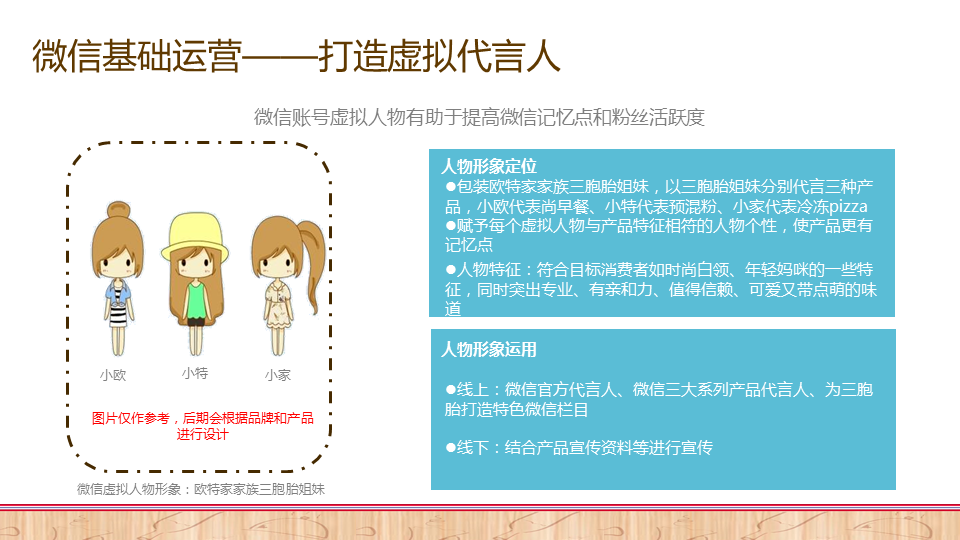 微信基础运营——打造虚拟代言人
微信账号虚拟人物有助于提高微信记忆点和粉丝活跃度
小欧
小特
小家
图片仅作参考，后期会根据品牌和产品
进行设计
微信虚拟人物形象：欧特家家族三胞胎姐妹
人物形象定位
●包装欧特家家族三胞胎姐妹，以三胞胎姐妹分别代言三种产
品，小欧代表尚早餐、小特代表预混粉、小家代表冷冻pizza
●赋予每个虚拟人物与产品特征相符的人物个性，使产品更有
记忆点
●人物特征：符合目标消费者如时尚白领、年轻妈咪的一些特
征，同时突出专业、有亲和力、值得信赖、可爱又带点萌的味
道
人物形象运用
●线上：微信官方代言人、微信三大系列产品代言人、为三胞
胎打造特色微信栏目
●线下：结合产品宣传资料等进行宣传